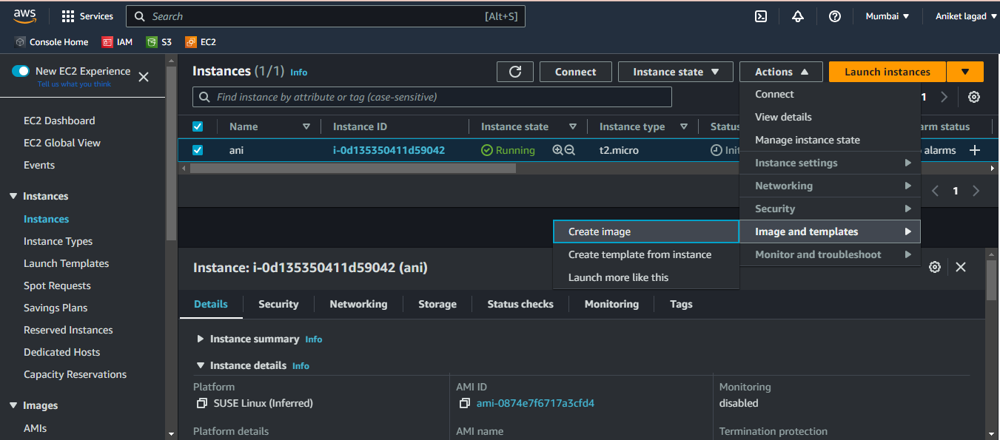 aws Services Search [Alt+S] Mumbai Aniket lagad
Console Home IAM S3 EC2
New EC2 Experience
Tell us what you think
EC2 Dashboard
EC2 Global View
Events
Instances
Instances
Instance Types
Launch Templates
Spot Requests
Savings Plans
Reserved Instances
Dedicated Hosts
Capacity Reservations
Images
AMIs
Instances (1/1) Info Connect Instance state Actions Launch instances
Find instance by attribute or tag (case-sensitive) 1
Name Instance ID Instance state Instance type Status
ani i-0d135350411d59042 Running t2.micro alarms
1
Connect
View details
Manage instance state
Instance settings
Networking
Security
Image and templates
Monitor and troubleshoot
Create image
Create template from instance
Launch more like this
Instance: i-0d135350411d59042 (ani)
Details Security Networking Storage Status checks Monitoring Tags
Instance summary Info
Instance details Info
Platform AMI ID Monitoring
SUSE Linux (Inferred) ami-0874e7f6717a3cfd4 disabled
Platform details AMI name Termination protection